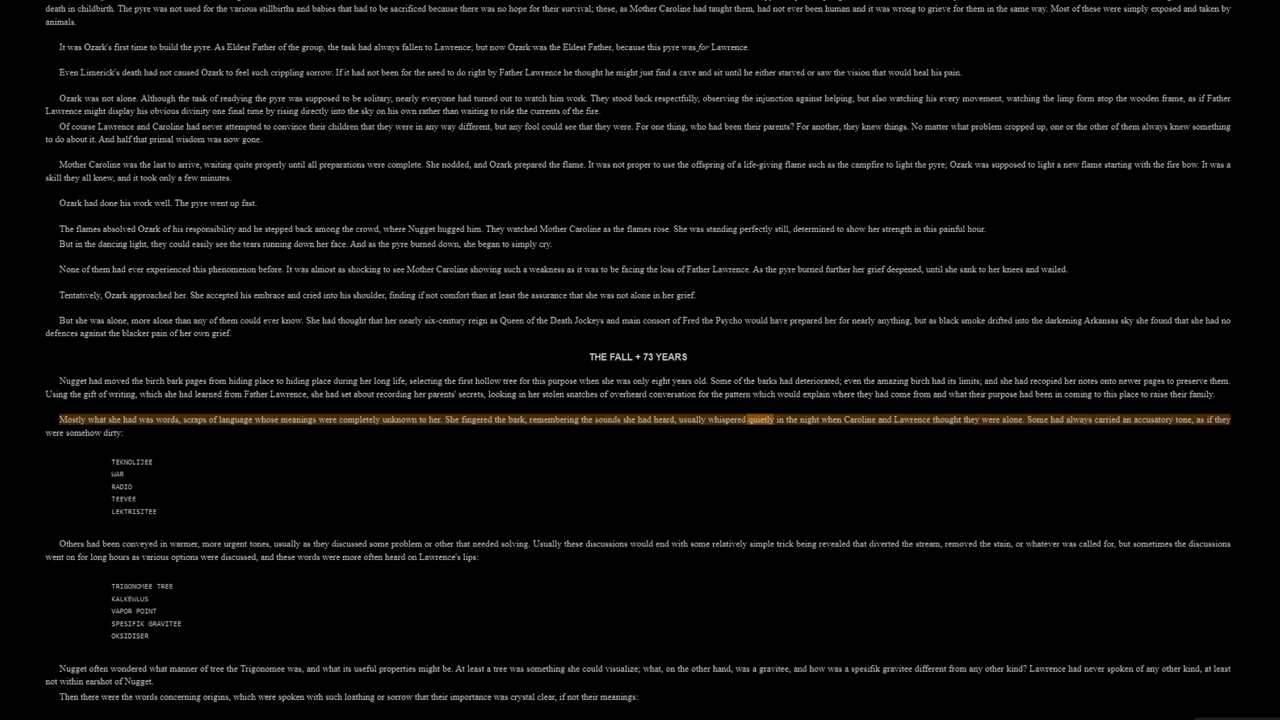 death in childbirth. The pyre was not used for the various stillbirths and babies that had to be sacrificed because there was no hope for their survival; these, as Mother Caroline had taught them, had not ever been human and it was wrong to grieve for them in the same way. Most of these were simply exposed and taken by
animals.
It was Ozark's first time to build the pyre. As Eldest Father of the group, the task had always fallen to Lawrence; but now Ozark was the Eldest Father, because this pyre was for Lawrence.
Even Limerick's death had not caused Ozark to feel such crippling sorrow. If it had not been for the need to do right by Father Lawrence he thought he might just find a cave and sit until he either starved or saw the vision that would heal his pain.
Ozark was not alone. Although the task of readying the pyre was supposed to be solitary, nearly everyone had turned out to watch him work. They stood back respectfully, observing the injunction against helping, but also watching his every movement, watching the limp form atop the wooden frame, as if Father
Lawrence might display his obvious divinity one final time by rising directly into the sky on his own rather than waiting to ride the currents of the fire.
Of course Lawrence and Caroline had never attempted to convince their children that they were in any way different, but any fool could see that they were. For one thing, who had been their parents? For another, they knew things. No matter what problem cropped up, one or the other of them always knew something
to do about it. And half that primal wisdom was now gone.
Mother Caroline was the last to arrive, waiting quite properly until all preparations were complete. She nodded, and Ozark prepared the flame. It was not proper to use the offspring of a life-giving flame such as the campfire to light the pyre; Ozark was supposed to light a new flame starting with the fire bow. It was a
skill they all knew, and it took only a few minutes.
Ozark had done his work well. The pyre went up fast.
The flames absolved Ozark of his responsibility and he stepped back among the crowd, where Nugget hugged him. They watched Mother Caroline as the flames rose. She was standing perfectly still, determined to show her strength in this painful hour.
But in the dancing light, they could easily see the tears running down her face. And as the pyre burned down, she began to simply cry.
None of them had ever experienced this phenomenon before. It was almost as shocking to see Mother Caroline showing such a weakness as it was to be facing the loss of Father Lawrence. As the pyre burned further her grief deepened, until she sank to her knees and wailed.
Tentatively, Ozark approached her. She accepted his embrace and cried into his shoulder, finding if not comfort than at least the assurance that she was not alone in her grief.
But she was alone, more alone than any of them could ever know. She had thought that her nearly six-century reign as Queen of the Death Jockeys and main consort of Fred the Psycho would have prepared her for nearly anything, but as black smoke drifted into the darkening Arkansas sky she found that she had no
defences against the blacker pain of her own grief.
THE FALL + 73 YEARS
Nugget had moved the birch bark pages from hiding place to hiding place during her long life, selecting the first hollow tree for this purpose when she was only eight years old. Some of the barks had deteriorated; even the amazing birch had its limits; and she had recopied her notes onto newer pages to preserve them.
Using the gift of writing, which she had learned from Father Lawrence, she had set about recording her parents' secrets, looking in her stolen snatches of overheard conversation for the pattern which would explain where they had come from and what their purpose had been in coming to this place to raise their family.
Mostly what she had was words, scraps of language whose meanings were completely unknown to her. She fingered the bark, remembering the sounds she had heard, usually whispered quietly in the night when Caroline and Lawrence thought they were alone. Some had always carried an accusatory tone, as if they
were somehow dirty:
TEKNOLIJEE
WAR
RADIO
TEEVEE
LEKTRISITEE
Others had been conveyed in warmer, more urgent tones, usually as they discussed some problem or other that needed solving. Usually these discussions would end with some relatively simple trick being revealed that diverted the stream, removed the stain, or whatever was called for, but sometimes the discussions
went on for long hours as various options were discussed, and these words were more often heard on Lawrence's lips:
TRIGONOMEE TREE
KALKEWLUS
VAPOR POINT
SPESIFIK GRAVITEE
OKSIDISER
Nugget often wondered what manner of tree the Trigonomee was, and what its useful properties might be. At least a tree was something she could visualize; what, on the other hand, was a gravitee, and how was a spesifik gravitee different from any other kind? Lawrence had never spoken of any other kind, at least
not within earshot of Nugget.
Then there were the words concerning origins, which were spoken with such loathing or sorrow that their importance was crystal clear, if not their meanings: